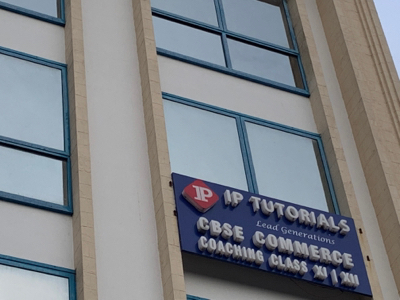 IP
IP TUTORIALS
Lead Generations
CBSE COMMERCE
COACHING CLASS XI | XII